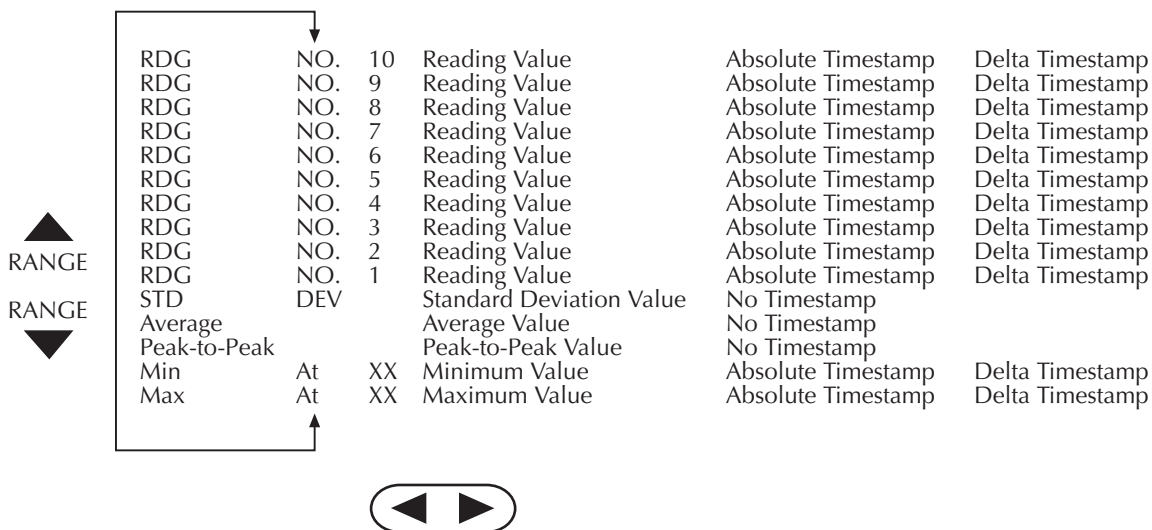 RDG NO. 10 Reading Value Absolute Timestamp Delta Timestamp
RDG NO. 9 Reading Value Absolute Timestamp Delta Timestamp
RDG NO. 8 Reading Value Absolute Timestamp Delta Timestamp
RDG NO. 7 Reading Value Absolute Timestamp Delta Timestamp
RDG NO. 6 Reading Value Absolute Timestamp Delta Timestamp
RDG NO. 5 Reading Value Absolute Timestamp Delta Timestamp
RDG NO. 4 Reading Value Absolute Timestamp Delta Timestamp
RDG NO. 3 Reading Value Absolute Timestamp Delta Timestamp
RDG NO. 2 Reading Value Absolute Timestamp Delta Timestamp
RDG NO. 1 Reading Value Absolute Timestamp Delta Timestamp
STD DEV Standard Deviation Value No Timestamp
Average Average Value No Timestamp
Peak-to-Peak Peak-to-Peak Value No Timestamp
Min At XX Minimum Value Absolute Timestamp Delta Timestamp
Max At XX Maximum Value Absolute Timestamp Delta Timestamp
RANGE
RANGE